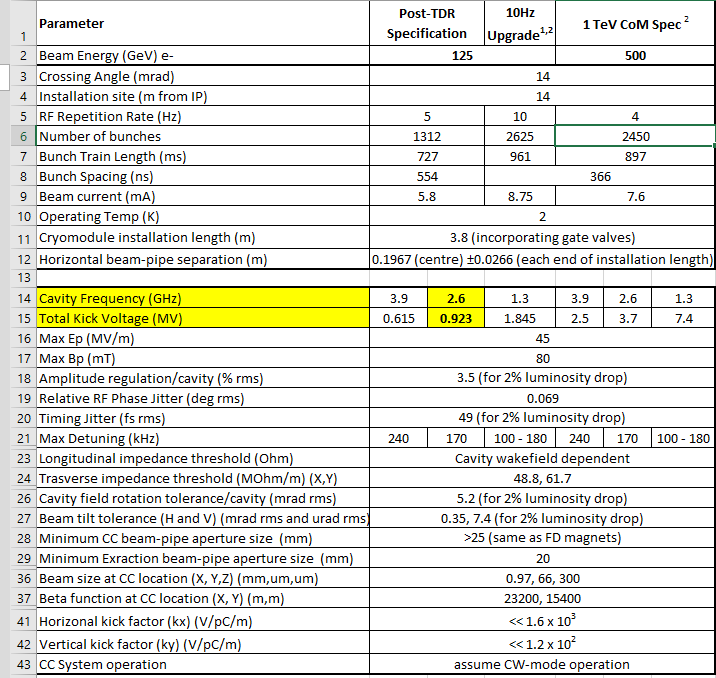 1 Parameter Post-TDR Specification 10Hz Upgrade1,2 1 TeV CoM Spec 2
2 Beam Energy (GeV) e- 125 500
3 Crossing Angle (mrad) 14
4 Installation site (m from IP) 14
5 RF Repetition Rate (Hz) 5 10 4
6 Number of bunches 1312 2625 2450
7 Bunch Train Length (ms) 727 961 897
8 Bunch Spacing (ns) 554 366
9 Beam current (mA) 5.8 8.75 7.6
10 Operating Temp (K) 2
11 Cryomodule installation length (m) 3.8 (incorporating gate valves)
12 Horizontal beam-pipe separation (m) 0.1967 (centre) ±0.0266 (each end of installation length)
13
14 Cavity Frequency (GHz) 3.9 2.6 1.3 3.9 2.6 1.3
15 Total Kick Voltage (MV) 0.615 0.923 1.845 2.5 3.7 7.4
16 Max Ep (MV/m) 45
17 Max Bp (mT) 80
18 Amplitude regulation/cavity (% rms) 3.5 (for 2% luminosity drop)
19 Relative RF Phase Jitter (deg rms) 0.069
20 Timing Jitter (fs rms) 49 (for 2% luminosity drop)
21 Max Detuning (kHz) 240 170 100 - 180 240 170 100 - 180
23 Longitudinal impedance threshold (Ohm) Cavity wakefield dependent
24 Trasverse impedance threshold (MOhm/m) (X,Y) 48.8, 61.7
26 Cavity field rotation tolerance/cavity (mrad rms) 5.2 (for 2% luminosity drop)
27 Beam tilt tolerance (H and V) (mrad rms and urad rms) 0.35, 7.4 (for 2% luminosity drop)
28 Minimum CC beam-pipe aperture size (mm) >25 (same as FD magnets)
29 Minimum Exraction beam-pipe aperture size (mm) 20
36 Beam size at CC location (X, Y,Z) (mm,um,um) 0.97, 66, 300
37 Beta function at CC location (X, Y) (m,m) 23200, 15400
41 Horizonal kick factor (kx) (V/pC/m) << 1.6 x 10³
42 Vertical kick factor (ky) (V/pC/m) << 1.2 x 10²
43 CC System operation assume CW-mode operation